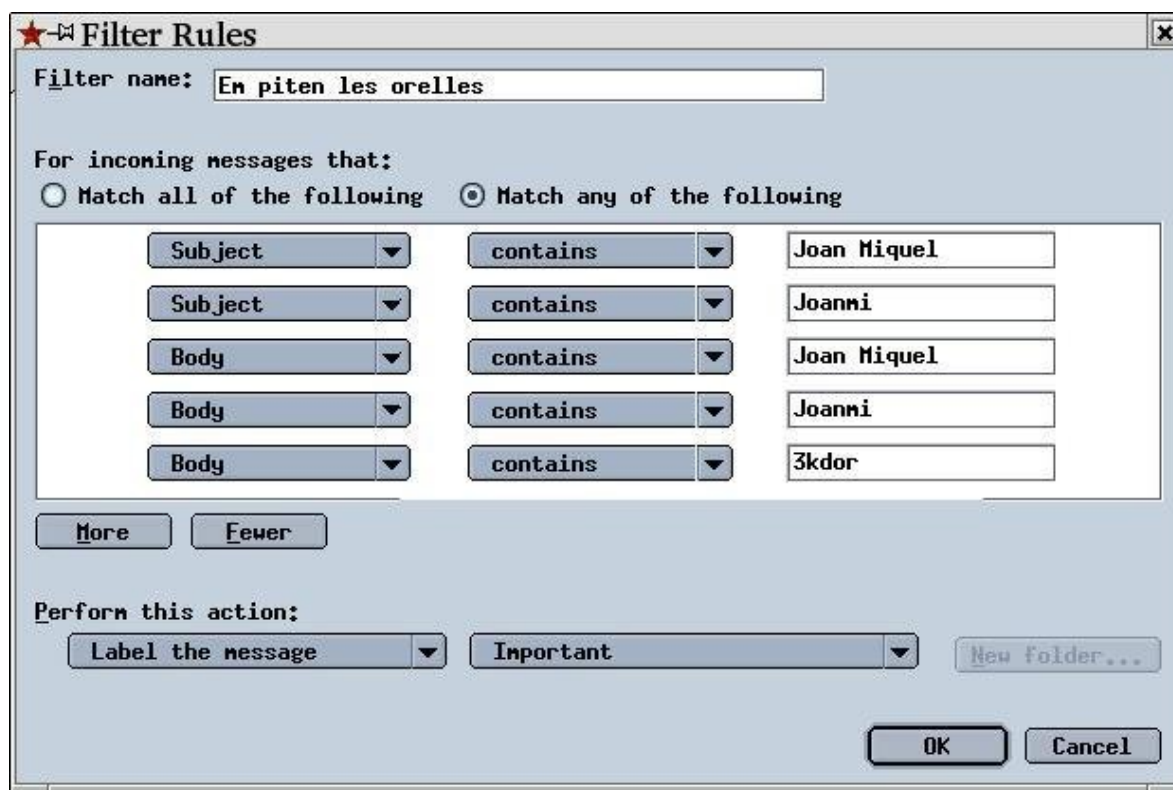 Filter Rules
Filter name: Em piten les orelles
For incoming messages that:
Match all of the following Match any of the following
Subject contains Joan Miquel
Subject contains Joanmi
Body contains Joan Miquel
Body contains Joanmi
Body contains 3kdor
More Fewer
Perform this action:
Label the message Important New folder...
OK Cancel